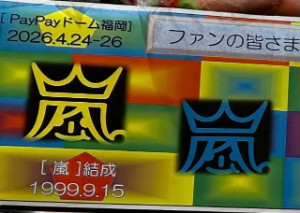 [ PayPayドーム福岡 ]
2026.4.24-26
ファンの皆さま
嵐
嵐
[ 嵐 ] 結成
1999.9.15